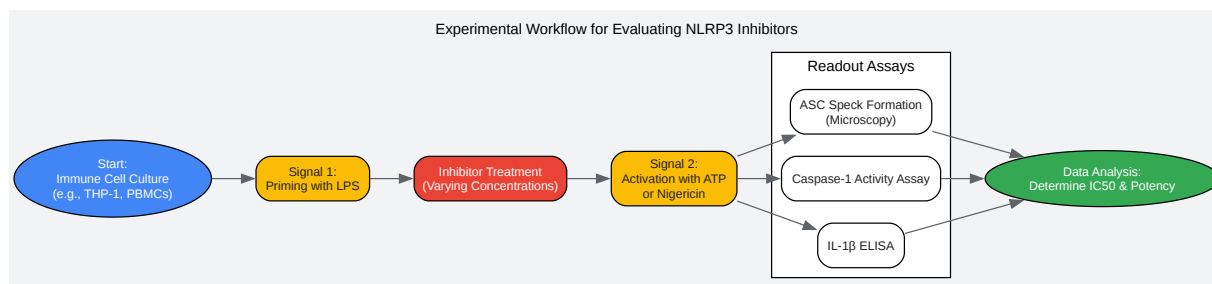 Experimental Workflow for Evaluating NLRP3 Inhibitors
Start:
Immune Cell Culture
(e.g., THP-1, PBMCs)
Signal 1:
Priming with LPS
Inhibitor Treatment
(Varying Concentrations)
Signal 2:
Activation with ATP
or Nigericin
Readout Assays
ASC Speck Formation
(Microscopy)
Caspase-1 Activity Assay
IL-1β ELISA
Data Analysis:
Determine IC50 & Potency